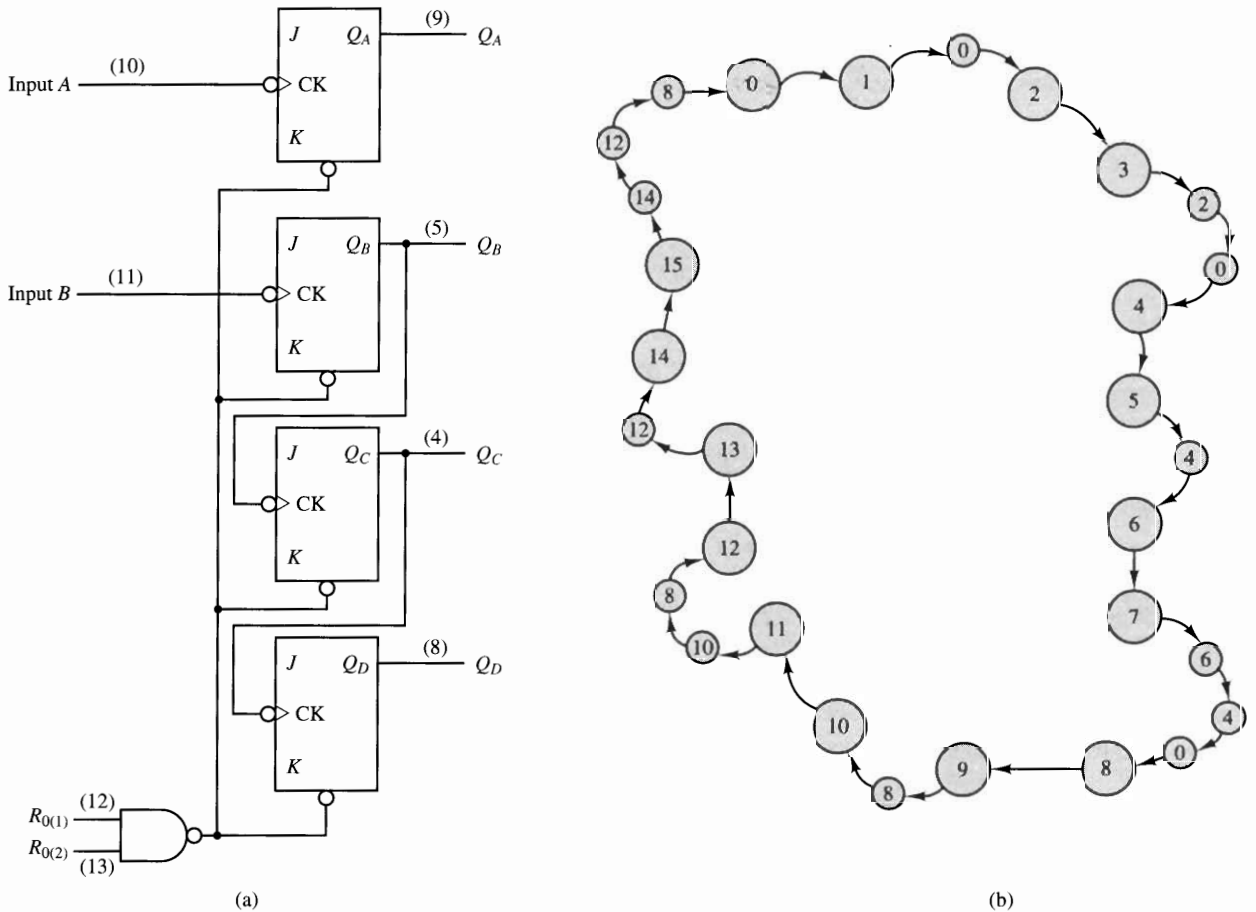 (9)
J Q_A Q_A
(10)
Input A CK
K
(5)
J Q_B Q_B
(11)
Input B CK
K
(4)
J Q_C Q_C
CK
K
(8)
J Q_D Q_D
CK
K
(12)
R_0(1)
R_0(2)
(13)
(a)
0
1
0
2
3
2
0
4
5
4
6
7
6
4
0
8
9
8
10
11
10
8
12
13
12
14
15
14
12
8
(b)